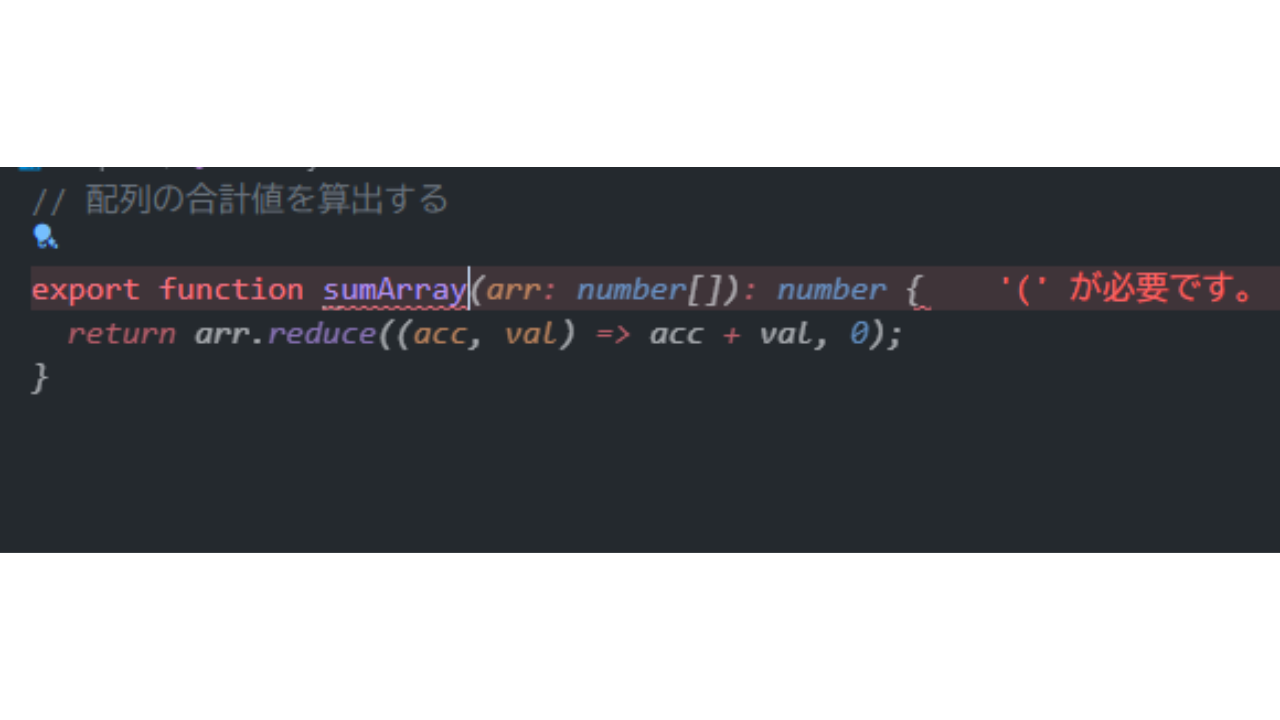 // 配列の合計値を算出する
export function sumArray(arr: number[]): number { '(' が必要です。
  return arr.reduce((acc, val) => acc + val, 0);
}